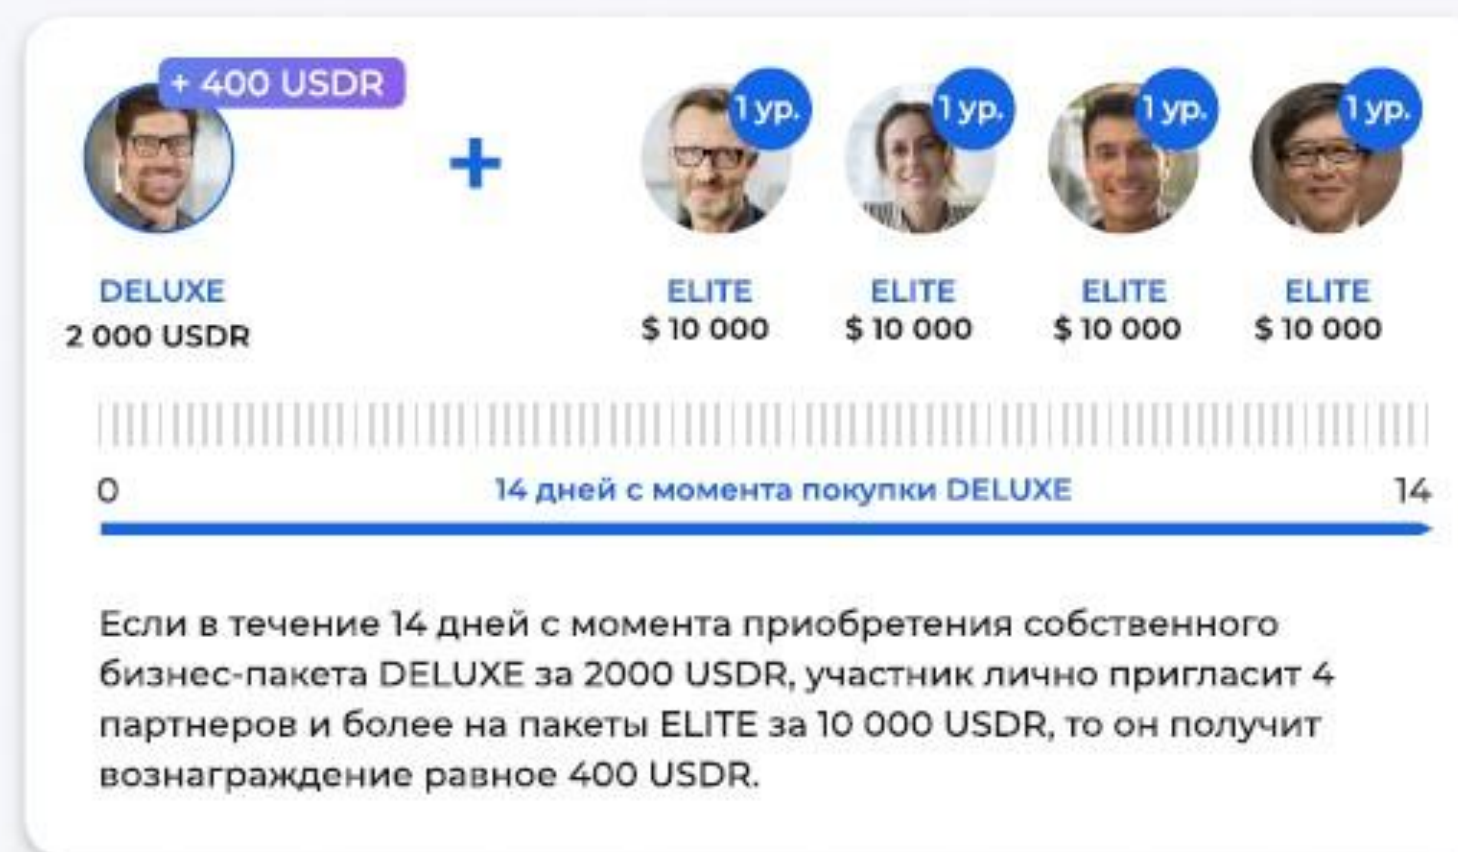 + 400 USDR
1 ур. 1 ур. 1 ур. 1 ур.
+
DELUXE ELITE ELITE ELITE ELITE
2 000 USDR $ 10 000 $ 10 000 $ 10 000 $ 10 000
0 14 дней с момента покупки DELUXE 14
Если в течение 14 дней с момента приобретения собственного
бизнес-пакета DELUXE за 2000 USDR, участник лично пригласит 4
партнеров и более на пакеты ELITE за 10 000 USDR, то он получит
вознаграждение равное 400 USDR.